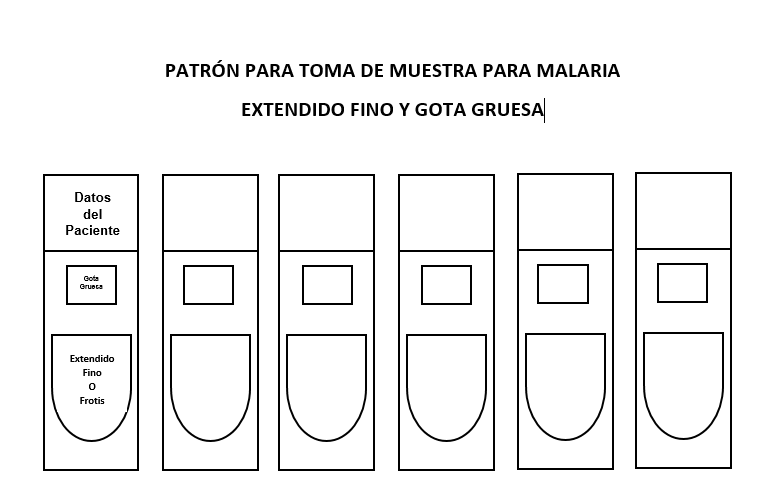 PATRÓN PARA TOMA DE MUESTRA PARA MALARIA
EXTENDIDO FINO Y GOTA GRUESA
Datos
del
Paciente
Gota
Gruesa
Extendido
Fino
O
Frotis